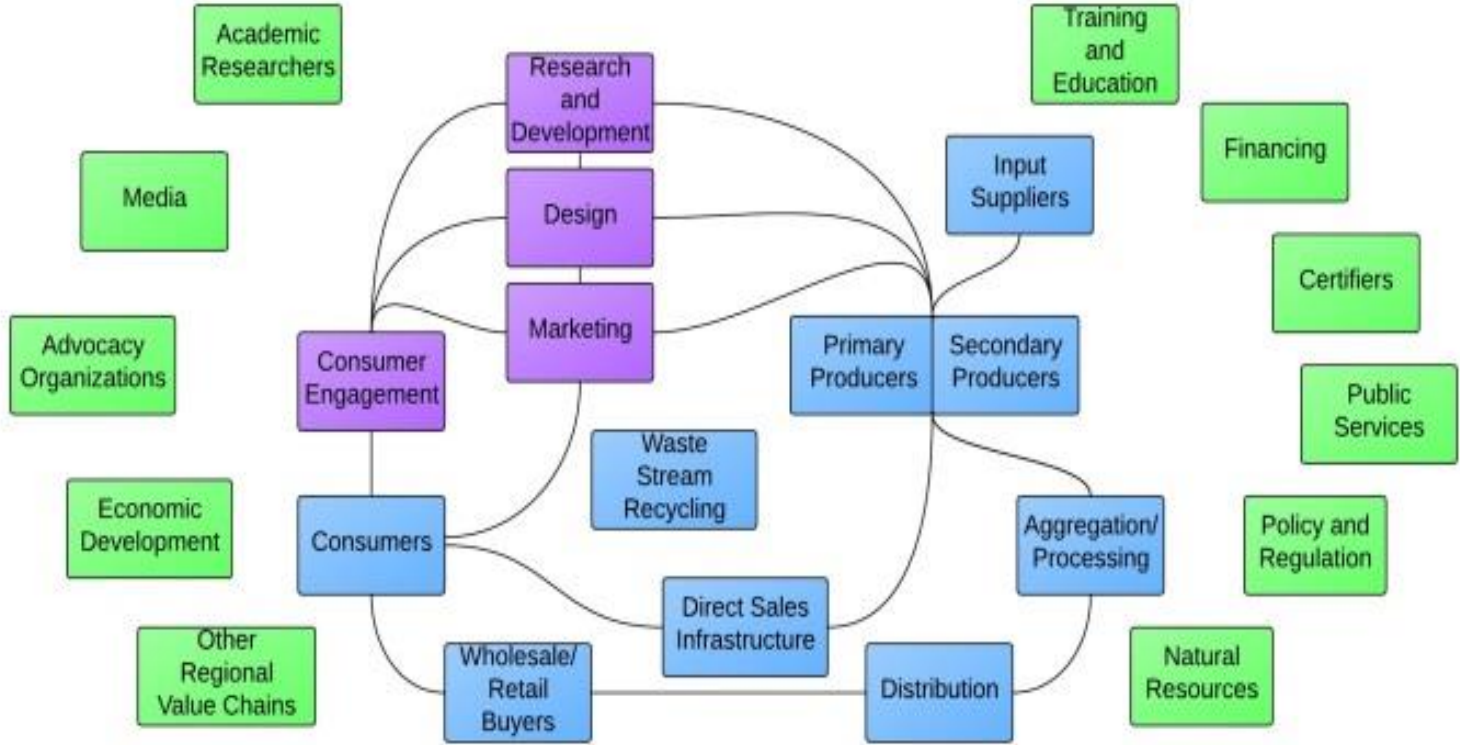 Academic
Researchers
Research
and
Development
Training
and
Education
Financing
Input
Suppliers
Media
Design
Certifiers
Marketing
Advocacy
Organizations
Consumer
Engagement
Primary
Producers
Secondary
Producers
Public
Services
Waste
Stream
Recycling
Economic
Development
Consumers
Aggregation/
Processing
Policy and
Regulation
Direct Sales
Infrastructure
Other
Regional
Value Chains
Wholesale/
Retail
Buyers
Distribution
Natural
Resources